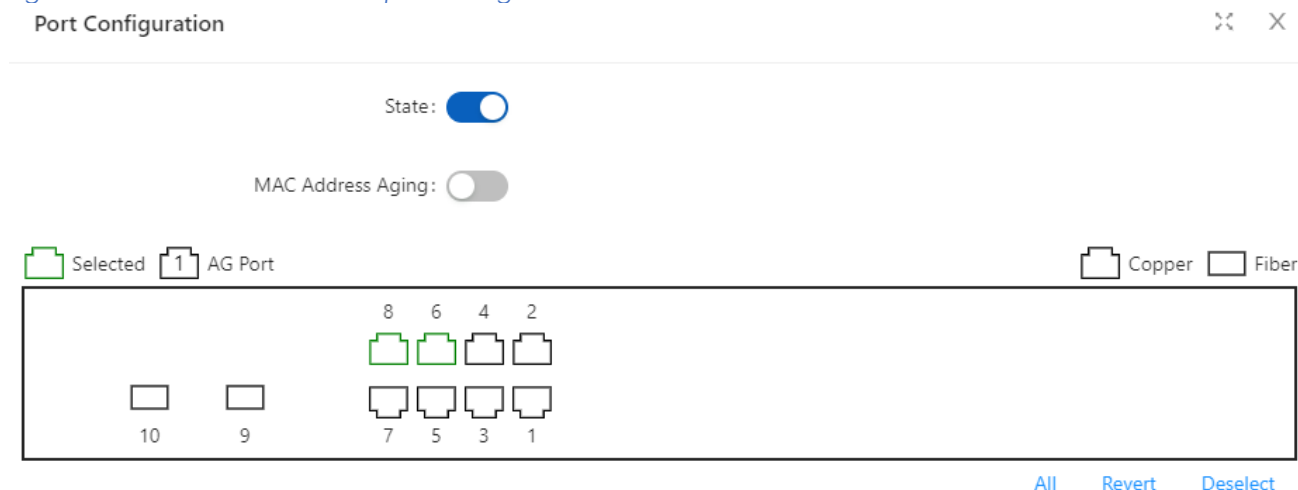 Port Configuration
X
State:
MAC Address Aging:
Selected 1 AG Port Copper Fiber
8 6 4 2
10 9 7 5 3 1
All Revert Deselect